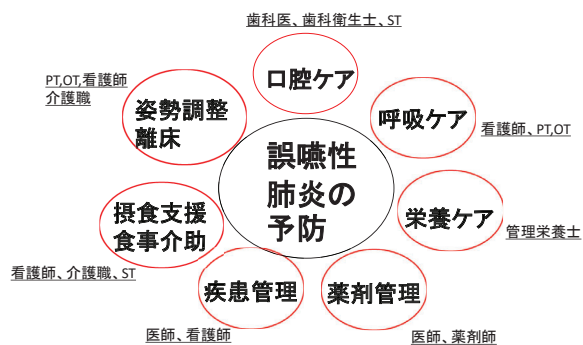 歯科医、歯科衛生士、ST
口腔ケア
PT,OT,看護師
介護職
姿勢調整
離床
呼吸ケア
看護師、PT,OT
誤嚥性
肺炎の
予防
摂食支援
食事介助
看護師、介護職、ST
栄養ケア
管理栄養士
疾患管理
医師、看護師
薬剤管理
医師、薬剤師